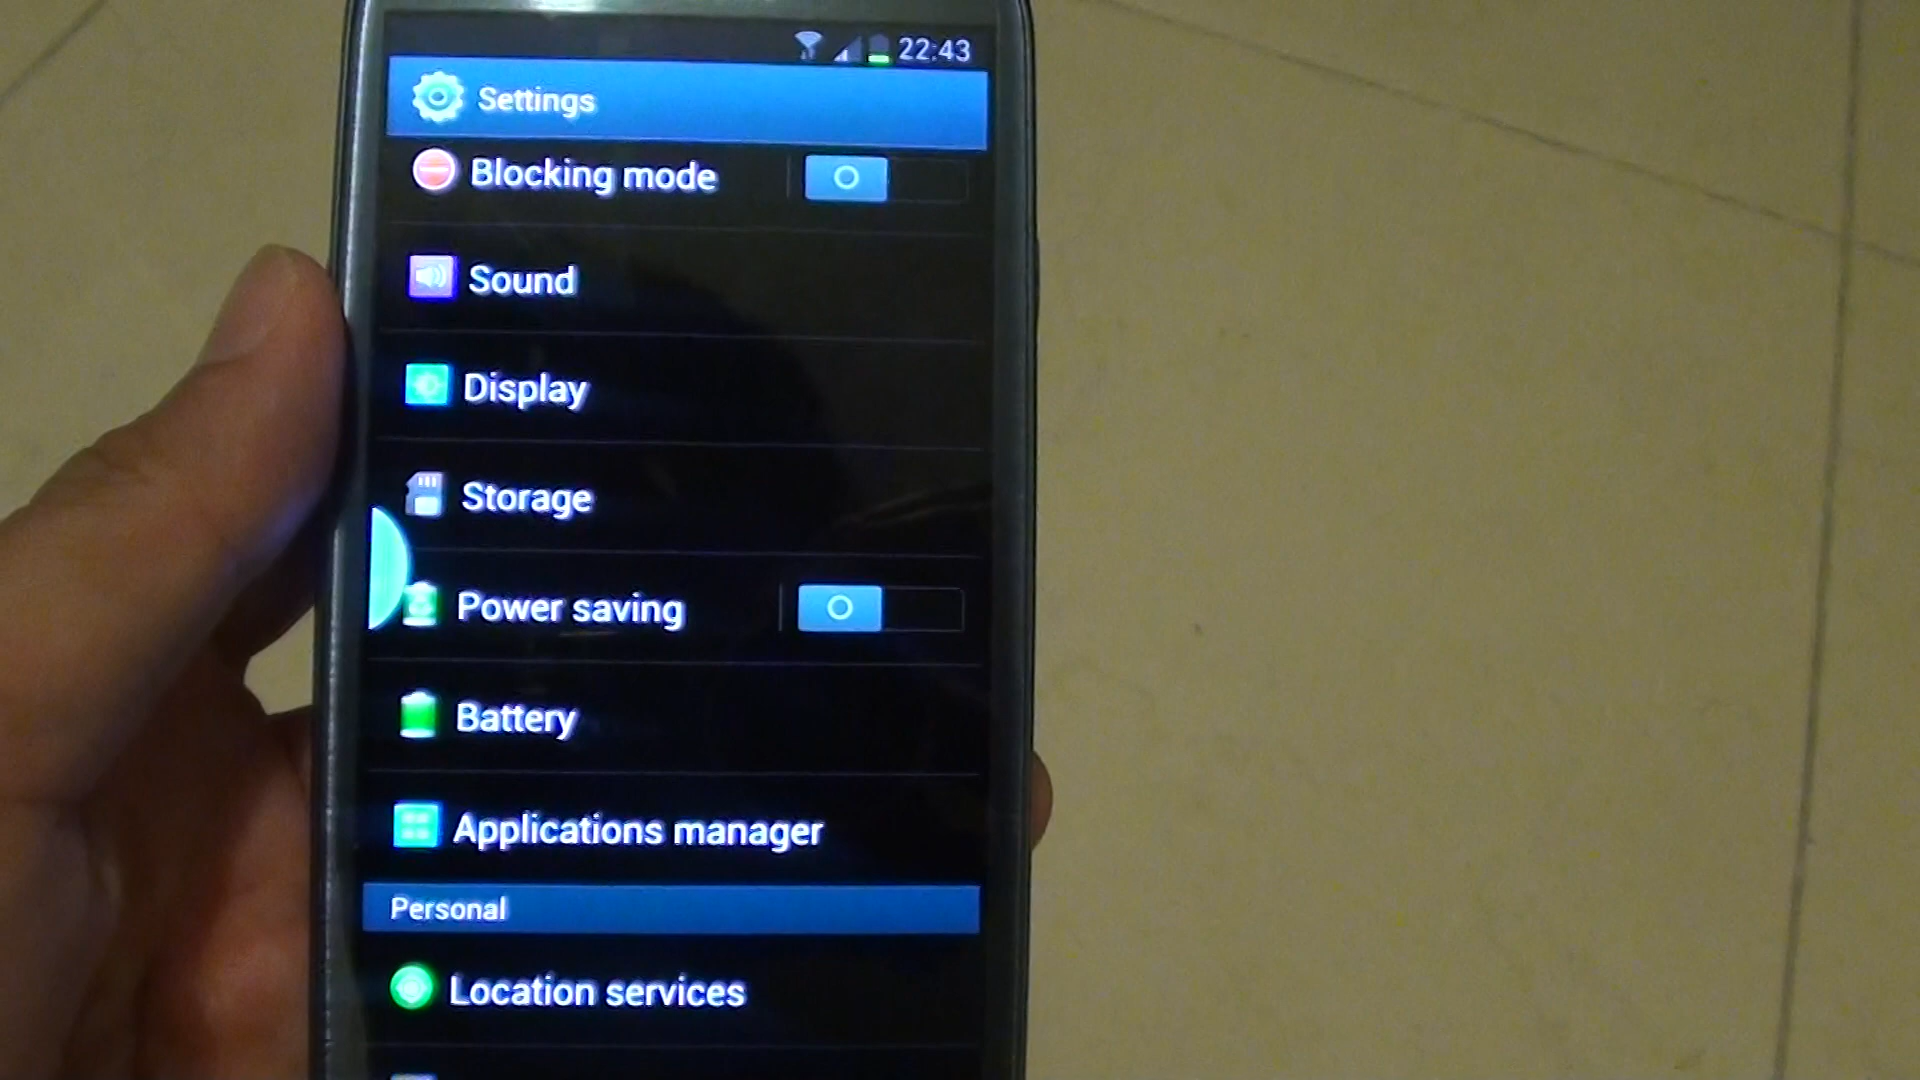 22:43
Settings
Blocking mode
Sound
Display
Storage
Power saving
Battery
Applications manager
Personal
Location services